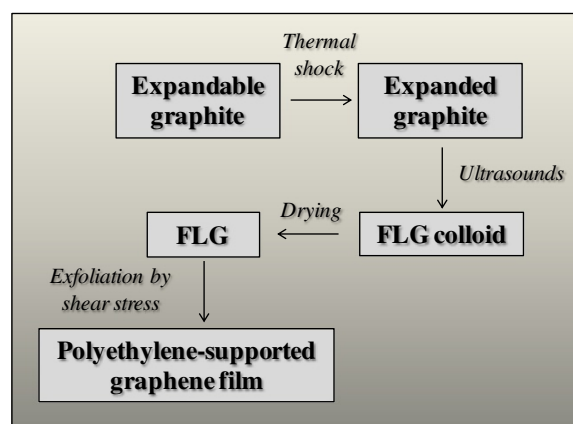 Thermal
shock
Expandable
graphite
Expanded
graphite
Ultrasounds
Drying
FLG
FLG colloid
Exfoliation by
shear stress
Polyethylene-supported
graphene film